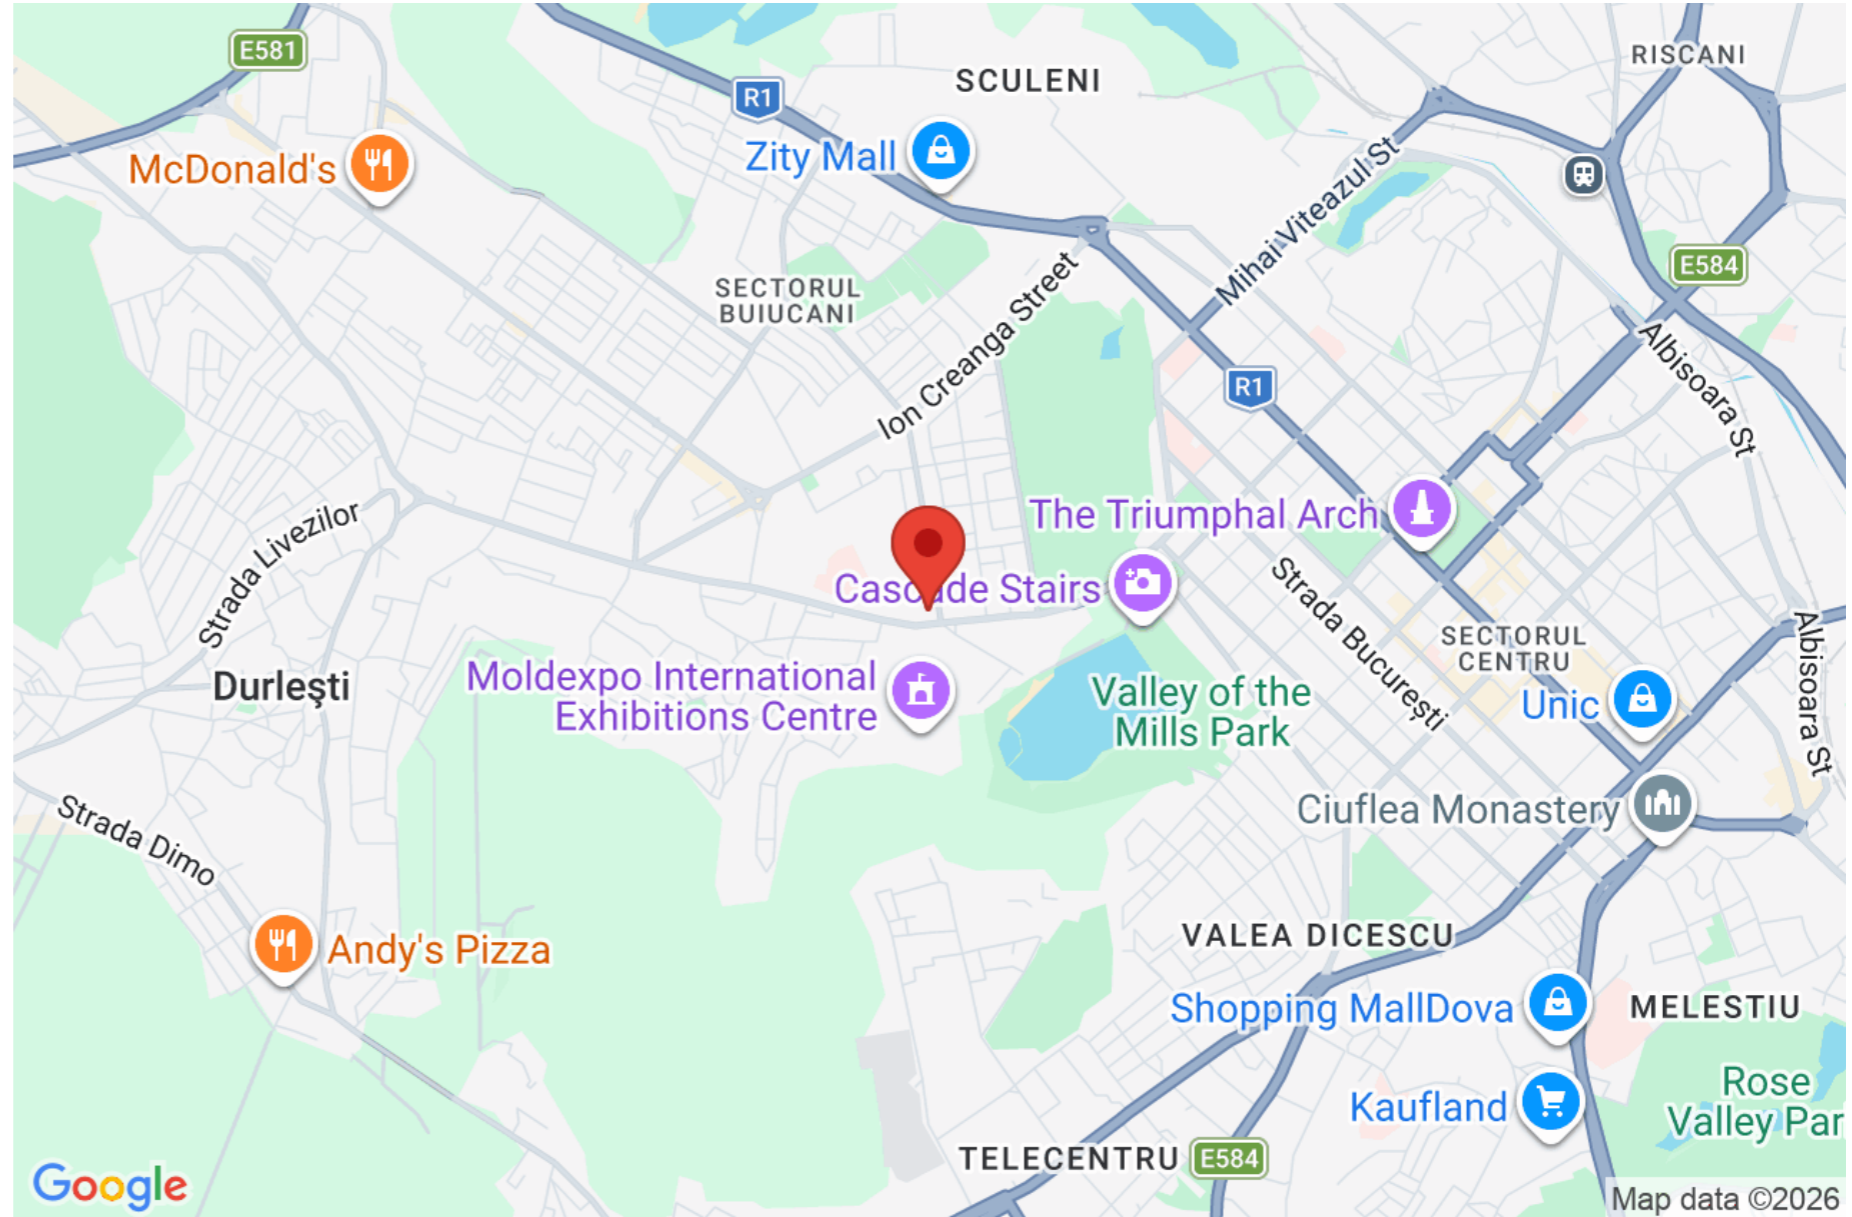 E581
RISCANI
SCULENI
R1
Zity Mall
McDonald's
Mihai Viteazul St
E584
SECTORUL
BUIUCANI
Ion Creanga Street
Albisoara St
R1
The Triumphal Arch
Strada Livezilor
Cascade Stairs
Strada București
SECTORUL
CENTRU
Albisoara St
Durleşti
Moldexpo International
Exhibitions Centre
Valley of the
Mills Park
Unic
Strada Dimo
Ciuflea Monastery
Andy's Pizza
VALEA DICESCU
Shopping MallDova
MELESTIU
Rose
Valley Par
Kaufland
TELECENTRU
E584
Google
Map data ©2026